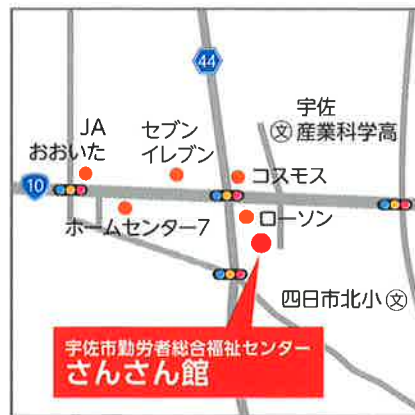 44
宇佐
文 産業科学高
JA
おおいた
セブン
イレブン
コスモス
10
ホームセンター7
ローソン
四日市北小 文
宇佐市勤労者総合福祉センター
さんさん館